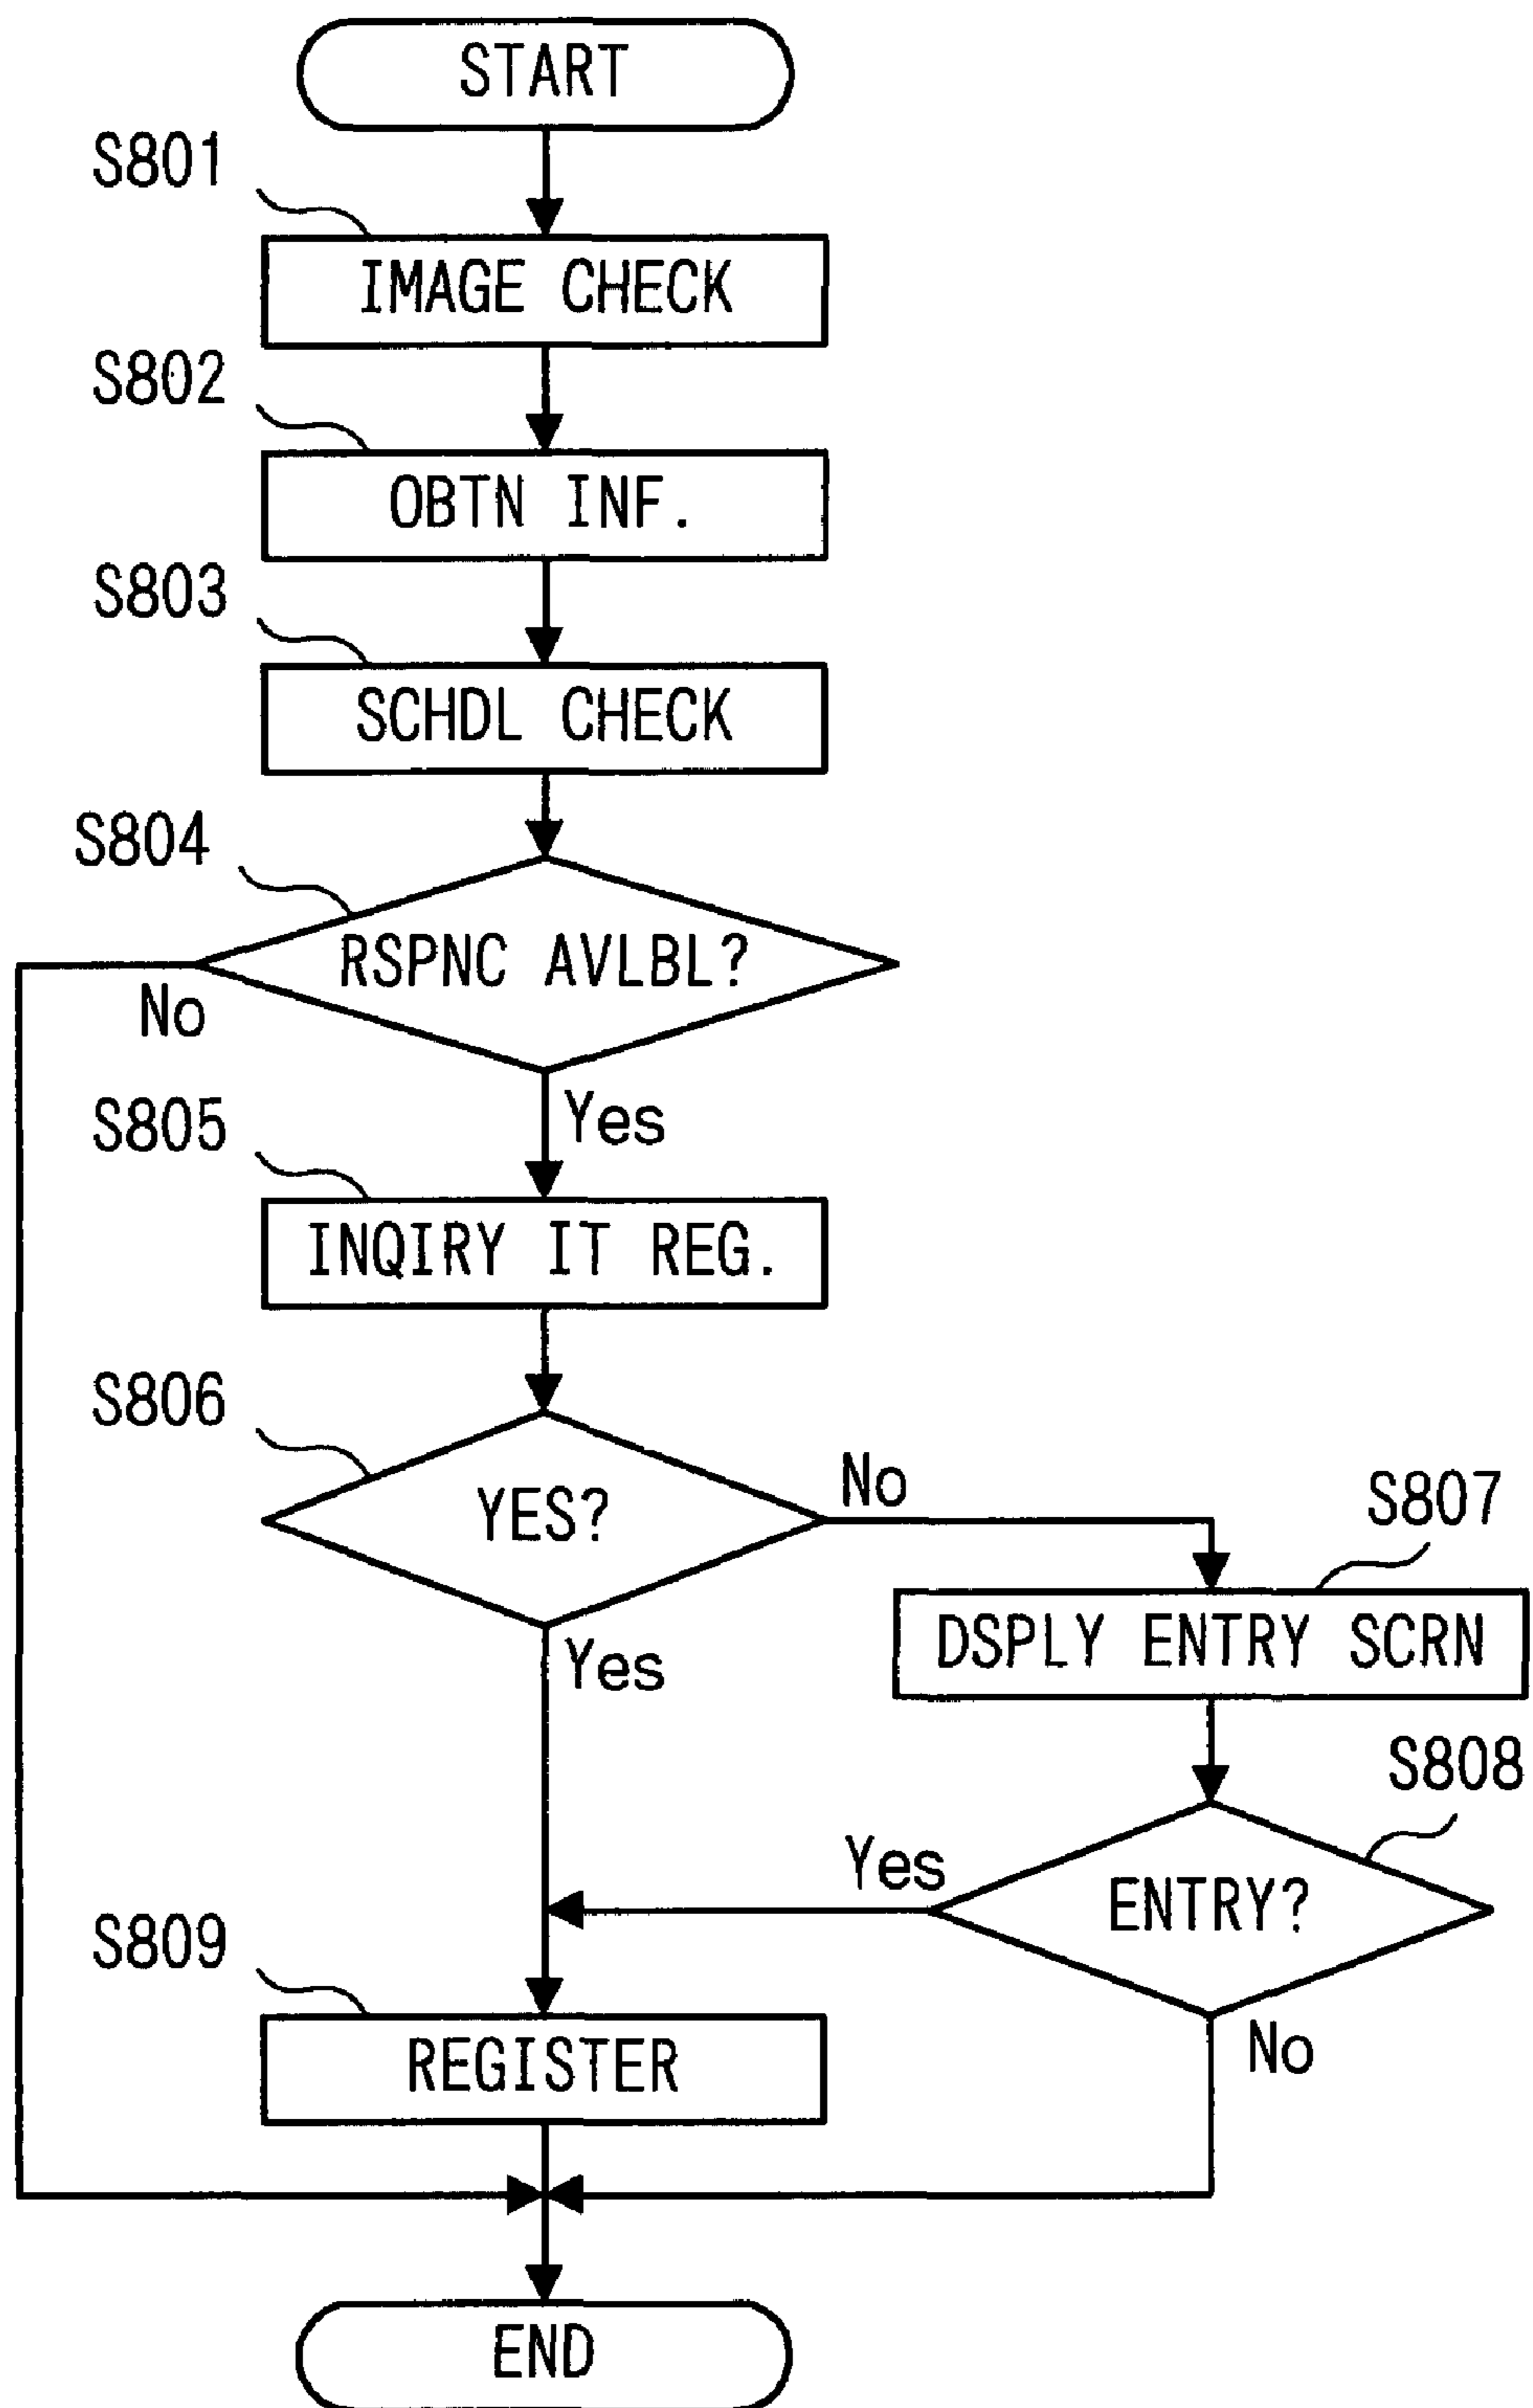 START
S801
IMAGE CHECK
S802
OBTN INF.
S803
SCHDL CHECK
S804
RSPNC AVLBL?
No
Yes
S805
INQIRY IT REG.
S806
YES?
No
S807
DSPLY ENTRY SCRN
Yes
S808
Yes
ENTRY?
S809
No
REGISTER
END